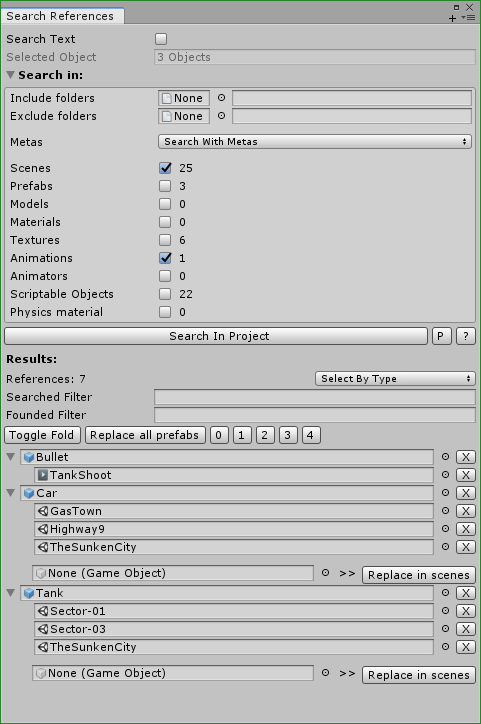 Search References
Search Text
Selected Object 3 Objects
Search in:
Include folders None
Exclude folders None
Metas Search With Metas
Scenes 25
Prefabs 3
Models 0
Materials 0
Textures 6
Animations 1
Animators 0
Scriptable Objects 22
Physics material 0
Search In Project P ?
Results:
References: 7 Select By Type
Searched Filter
Founded Filter
Toggle Fold Replace all prefabs 0 1 2 3 4
Bullet X
TankShoot X
Car X
GasTown X
Highway9 X
TheSunkenCity X
None (Game Object) >> Replace in scenes
Tank X
Sector-01 X
Sector-03 X
TheSunkenCity X
None (Game Object) >> Replace in scenes